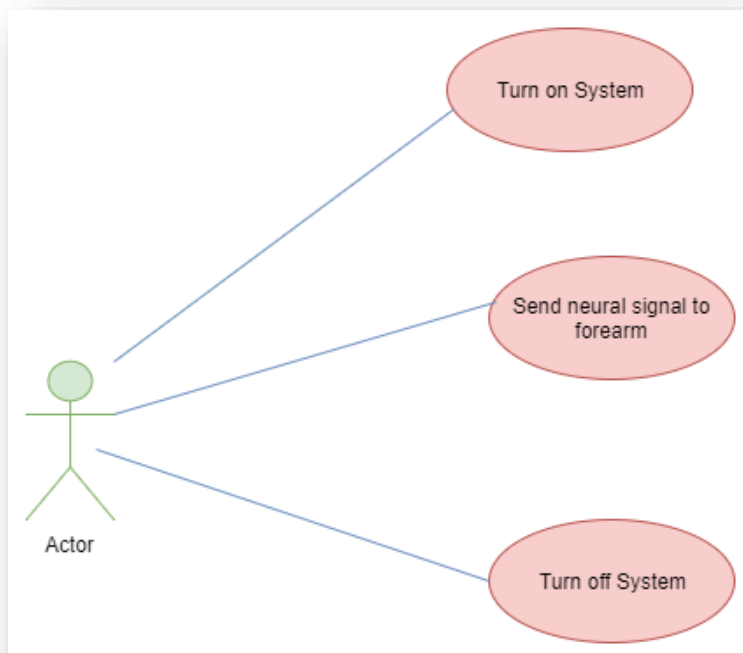 Turn on System
Send neural signal to
forearm
Actor
Turn off System